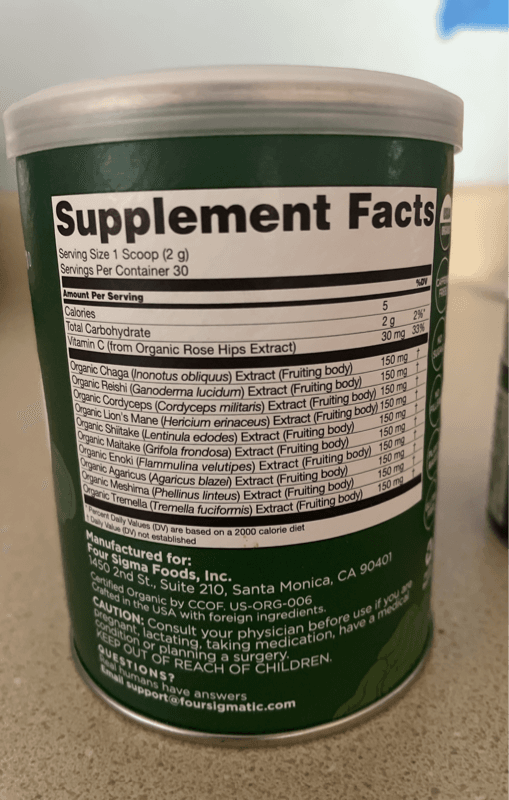 Supplement Facts
Serving Size 1 Scoop (2 g)
Servings Per Container 30
%DV
Amount Per Serving
Calories 5
Total Carbohydrate 2 g 2%*
Vitamin C (from Organic Rose Hips Extract) 30 mg 33%
Organic Chaga (Inonotus obliquus) Extract (Fruiting body) 150 mg †
Organic Reishi (Ganoderma lucidum) Extract (Fruiting body) 150 mg †
Organic Cordyceps (Cordyceps militaris) Extract (Fruiting body) 150 mg †
Organic Lion's Mane (Hericium erinaceus) Extract (Fruiting body) 150 mg †
Organic Shiitake (Lentinula edodes) Extract (Fruiting body) 150 mg †
Organic Maitake (Grifola frondosa) Extract (Fruiting body) 150 mg †
Organic Enoki (Flammulina velutipes) Extract (Fruiting body) 150 mg †
Organic Agaricus (Agaricus blazei) Extract (Fruiting body) 150 mg †
Organic Meshima (Phellinus linteus) Extract (Fruiting body) 150 mg †
Organic Tremella (Tremella fuciformis) Extract (Fruiting body) 150 mg †
*Percent Daily Values (DV) are based on a 2000 calorie diet
† Daily Value (DV) not established
Manufactured for:
Four Sigma Foods, Inc.
1450 2nd St., Suite 210, Santa Monica, CA 90401
Certified Organic by CCOF. US-ORG-006
Crafted in the USA with foreign ingredients.
CAUTION: Consult your physician before use if you are
pregnant, lactating, taking medication, have a medical
condition or planning a surgery.
KEEP OUT OF REACH OF CHILDREN.
QUESTIONS?
Real humans have answers
Email support@foursigmatic.com